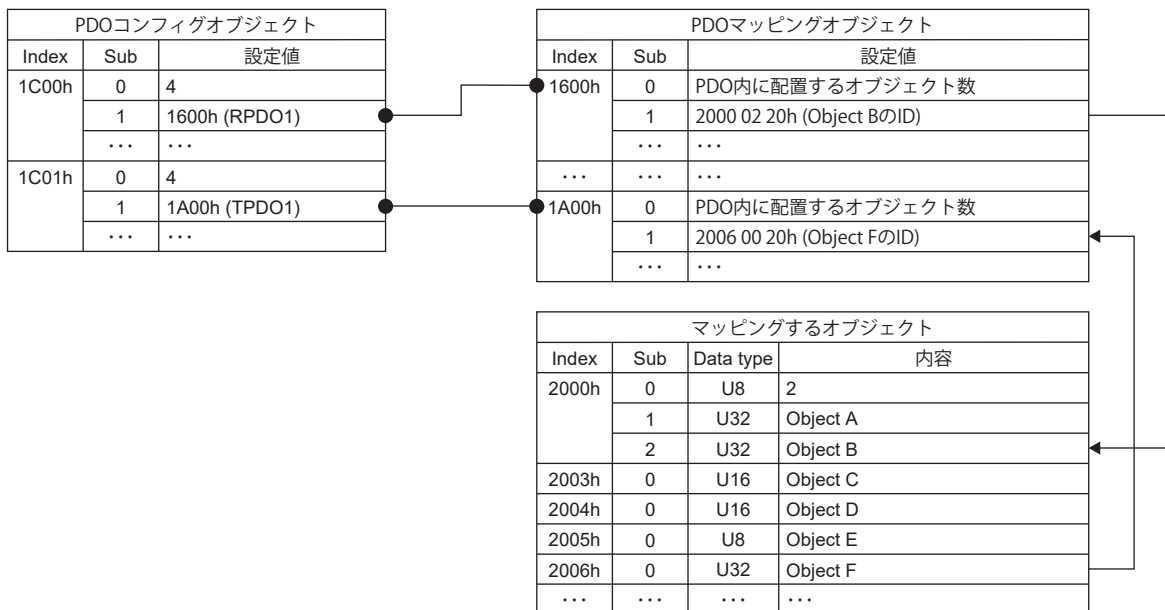 PDOコンフィグオブジェクト
Index Sub 設定値
1C00h 0 4
1 1600h (RPDO1)
・・・ ・・・
1C01h 0 4
1 1A00h (TPDO1)
・・・ ・・・
PDOマッピングオブジェクト
Index Sub 設定値
1600h 0 PDO内に配置するオブジェクト数
1 2000 02 20h (Object BのID)
・・・ ・・・
・・・ ・・・ ・・・
1A00h 0 PDO内に配置するオブジェクト数
1 2006 00 20h (Object FのID)
・・・ ・・・
マッピングするオブジェクト
Index Sub Data type 内容
2000h 0 U8 2
1 U32 Object A
2 U32 Object B
2003h 0 U16 Object C
2004h 0 U16 Object D
2005h 0 U8 Object E
2006h 0 U32 Object F
・・・ ・・・ ・・・ ・・・